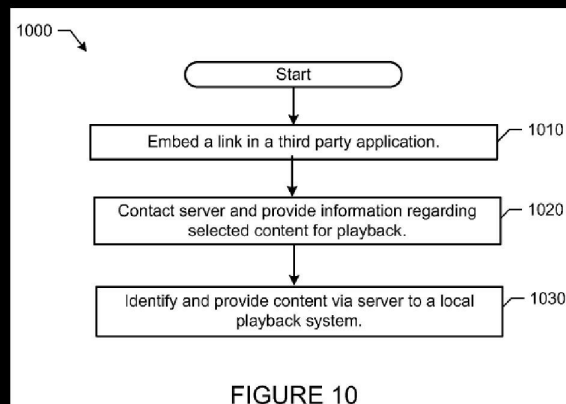 1000
Start
Embed a link in a third party application.
1010
Contact server and provide information regarding
selected content for playback.
1020
Identify and provide content via server to a local
playback system.
1030
FIGURE 10